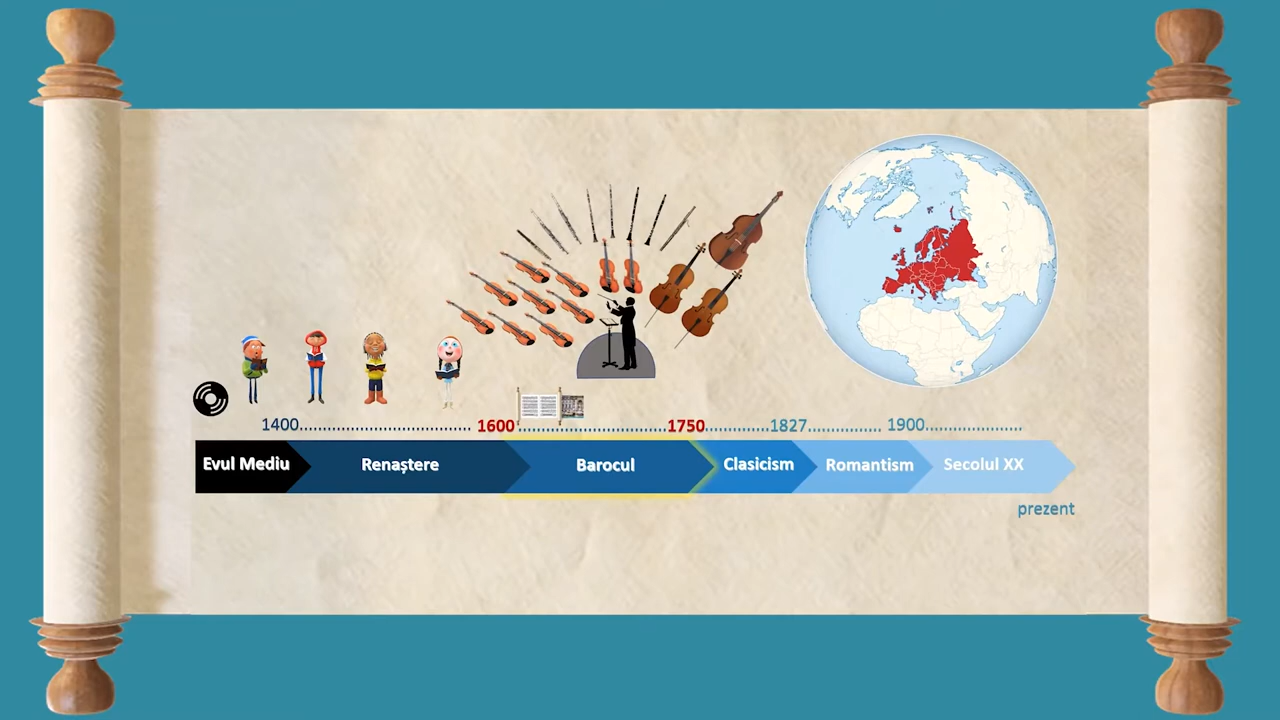 1400 1600 1750 1827 1900
Evul Mediu Renaștere Barocul Clasicism Romantism Secolul XX
prezent